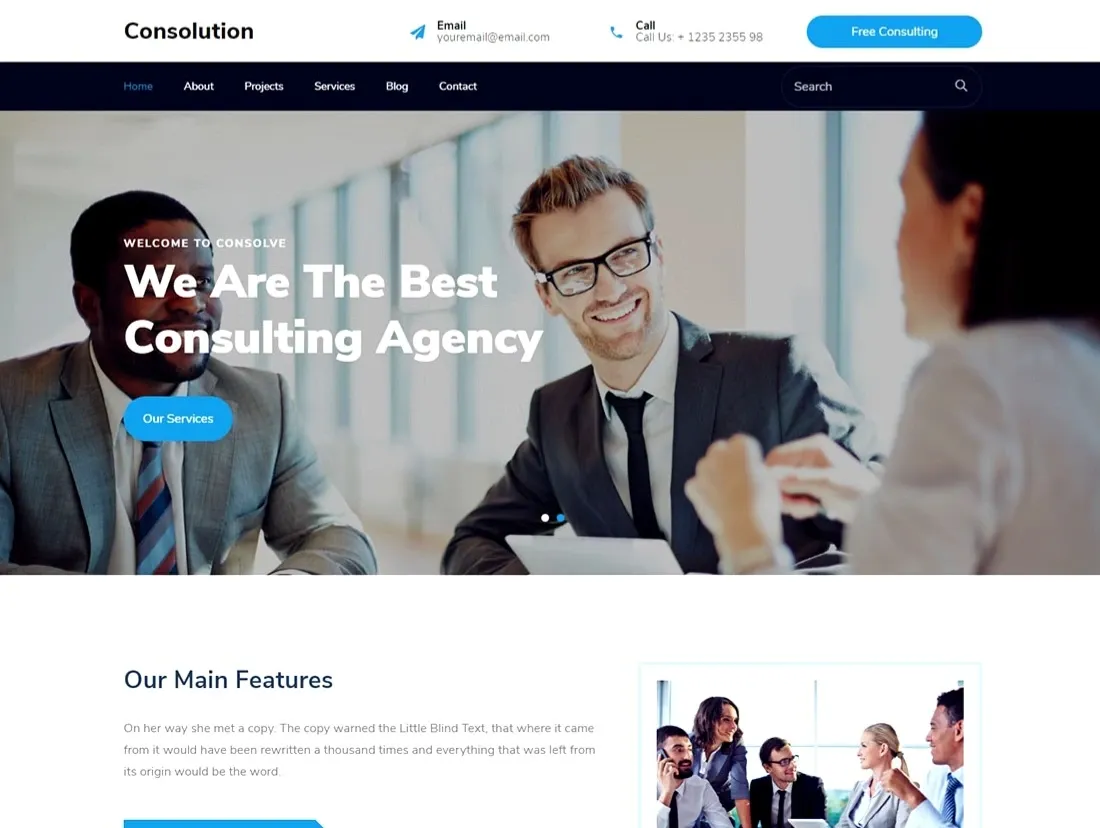 Consolution
Email
youremail@email.com
Call
Call Us: + 1235 2355 98
Free Consulting
Home About Projects Services Blog Contact
Search
WELCOME TO CONSOLVE
We Are The Best
Consulting Agency
Our Services
Our Main Features
On her way she met a copy. The copy warned the Little Blind Text, that where it came
from it would have been rewritten a thousand times and everything that was left from
its origin would be the word.